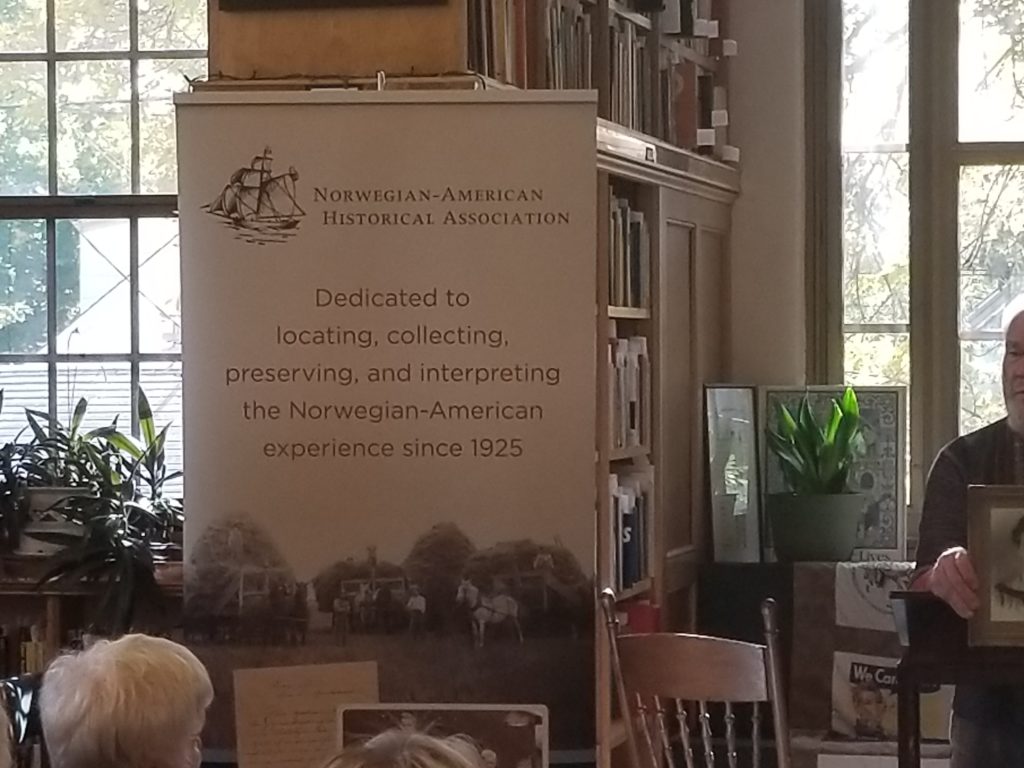 Norwegian-American
Historical Association
Dedicated to
locating, collecting,
preserving, and interpreting
the Norwegian-American
experience since 1925
Lives
We Can